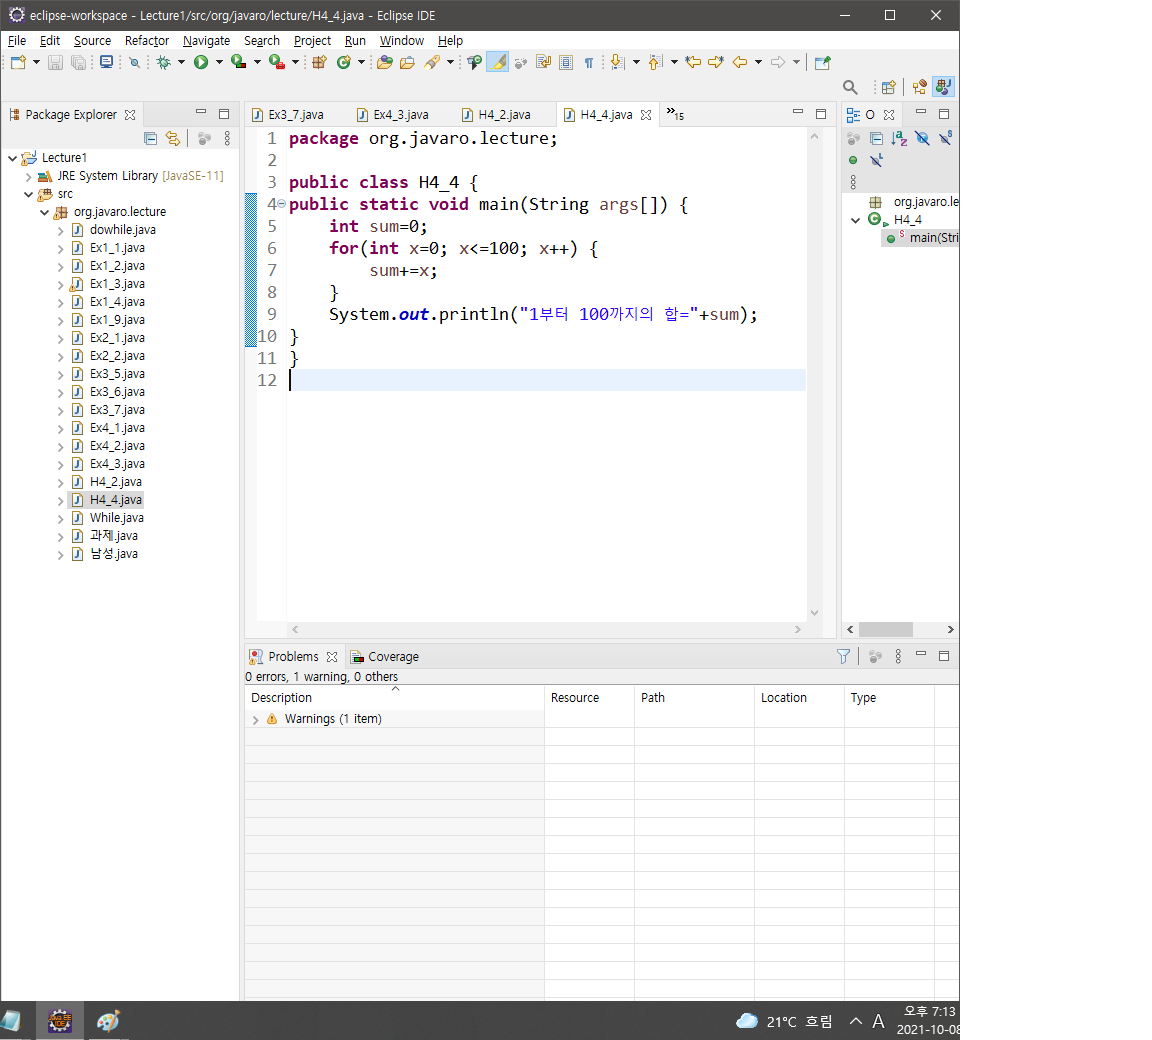 eclipse-workspace - Lecture1/src/org/javaro/lecture/H4_4.java - Eclipse IDE
File Edit Source Refactor Navigate Search Project Run Window Help
Package Explorer
Lecture1
JRE System Library [JavaSE-11]
src
org.javaro.lecture
dowhile.java
Ex1_1.java
Ex1_2.java
Ex1_3.java
Ex1_4.java
Ex1_9.java
Ex2_1.java
Ex2_2.java
Ex3_5.java
Ex3_6.java
Ex3_7.java
Ex4_1.java
Ex4_2.java
Ex4_3.java
H4_2.java
H4_4.java
While.java
과제.java
남성.java
Ex3_7.java Ex4_3.java H4_2.java H4_4.java »15
1 package org.javaro.lecture;
2
3 public class H4_4 {
4 public static void main(String args[]) {
5 int sum=0;
6 for(int x=0; x<=100; x++) {
7 sum+=x;
8 }
9 System.out.println("1부터 100까지의 합="+sum);
10 }
11 }
12
O
org.javaro.le
H4_4
main(Stri
Problems Coverage
0 errors, 1 warning, 0 others
Description Resource Path Location Type
Warnings (1 item)
21°C 흐림 A 오후 7:13
2021-10-08